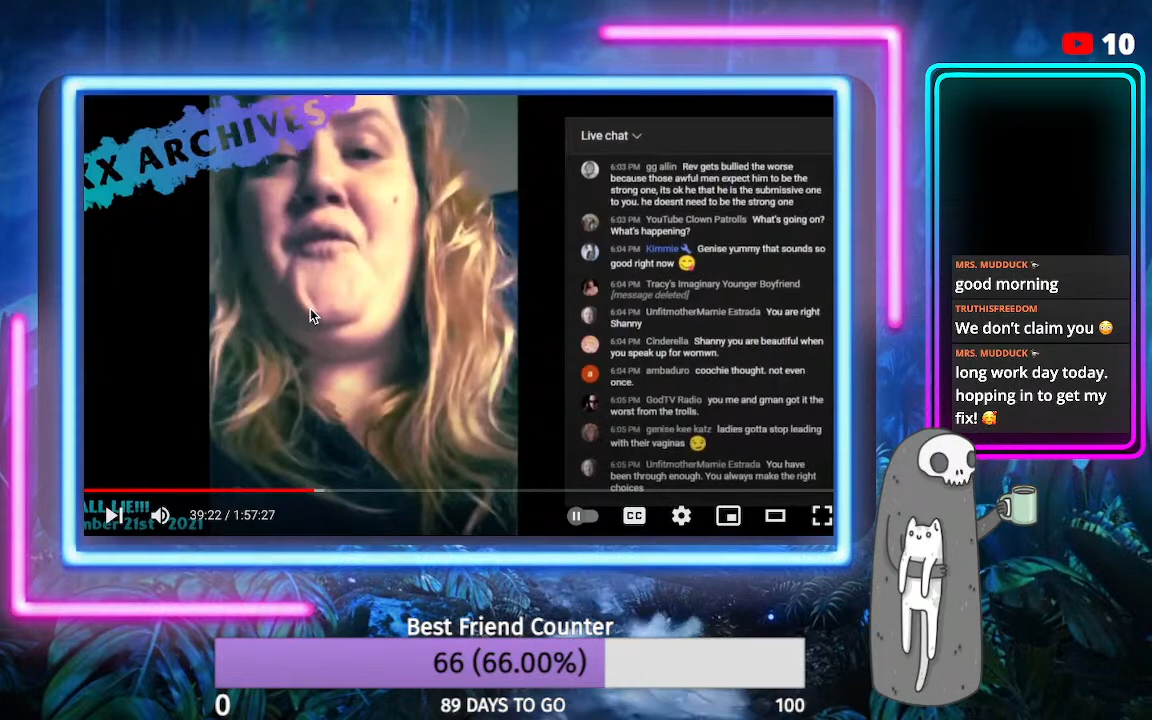 10
XX ARCHIVES
Live chat
6:03 PM gg allin Rev gets bullied the worse
because those awful men expect him to be the
strong one, its ok he that he is the submissive one
to you. he doesnt need to be the strong one
6:03 PM YouTube Clown Patrolls What's going on?
What's happening?
6:04 PM Kimmie Genise yummy that sounds so
good right now
6:04 PM Tracy's Imaginary Younger Boyfriend
[message deleted]
6:04 PM UnfitmotherMamie Estrada You are right
Shanny
6:04 PM Cinderella Shanny you are beautiful when
you speak up for womwn.
a
6:04 PM ambaduro coochie thought. not even
once.
6:05 PM GodTV Radio you me and gman got it the
worst from the trolls.
6:05 PM genise kee katz ladies gotta stop leading
with their vaginas
6:05 PM UnfitmotherMamie Estrada You have
been through enough. You always make the right
choices
ALL LIE!!!
mber 21st 2021
39:22 / 1:57:27
CC
MRS. MUDDUCK
good morning
TRUTHISFREEDOM
We don't claim you
MRS. MUDDUCK
long work day today.
hopping in to get my
fix!
Best Friend Counter
66 (66.00%)
0
89 DAYS TO GO
100